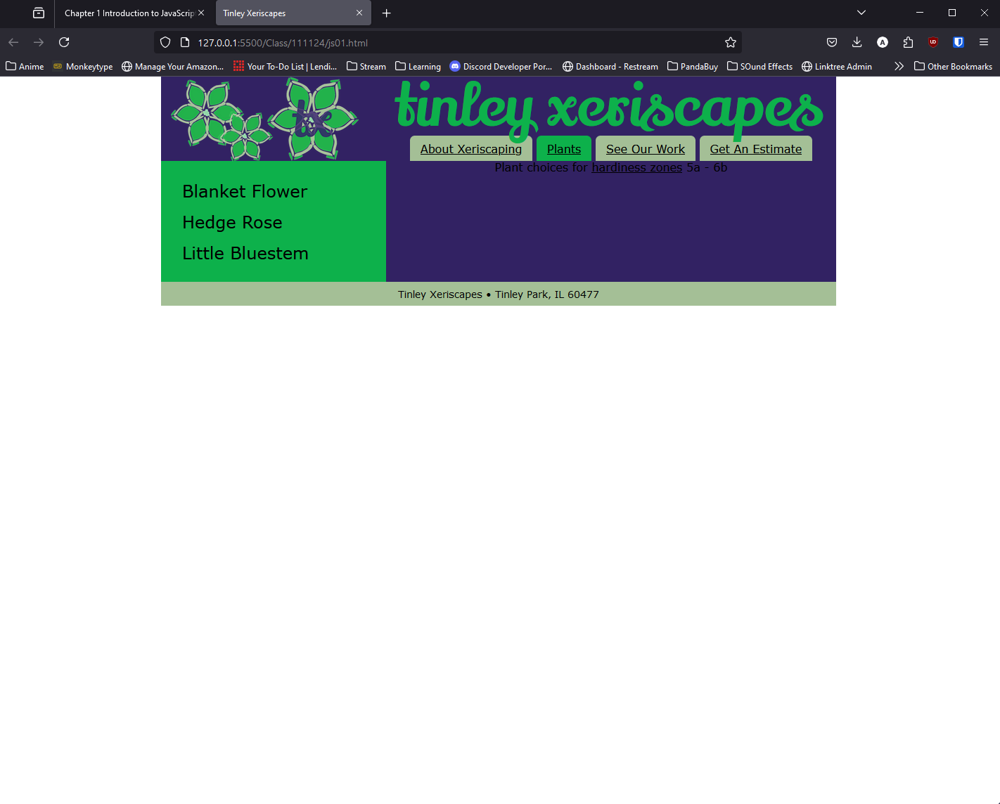 Chapter 1 Introduction to JavaScrip
Tinley Xeriscapes
127.0.0.1:5500/Class/111124/js01.html
A
UD
Anime
Monkeytype
Manage Your Amazon...
Your To-Do List | Lendi...
Stream
Learning
Discord Developer Por...
Dashboard - Restream
PandaBuy
SOund Effects
Linktree Admin
Other Bookmarks
tx
tinley xeriscapes
About Xeriscaping
Plants
See Our Work
Get An Estimate
Plant choices for hardiness zones 5a - 6b
Blanket Flower
Hedge Rose
Little Bluestem
Tinley Xeriscapes • Tinley Park, IL 60477